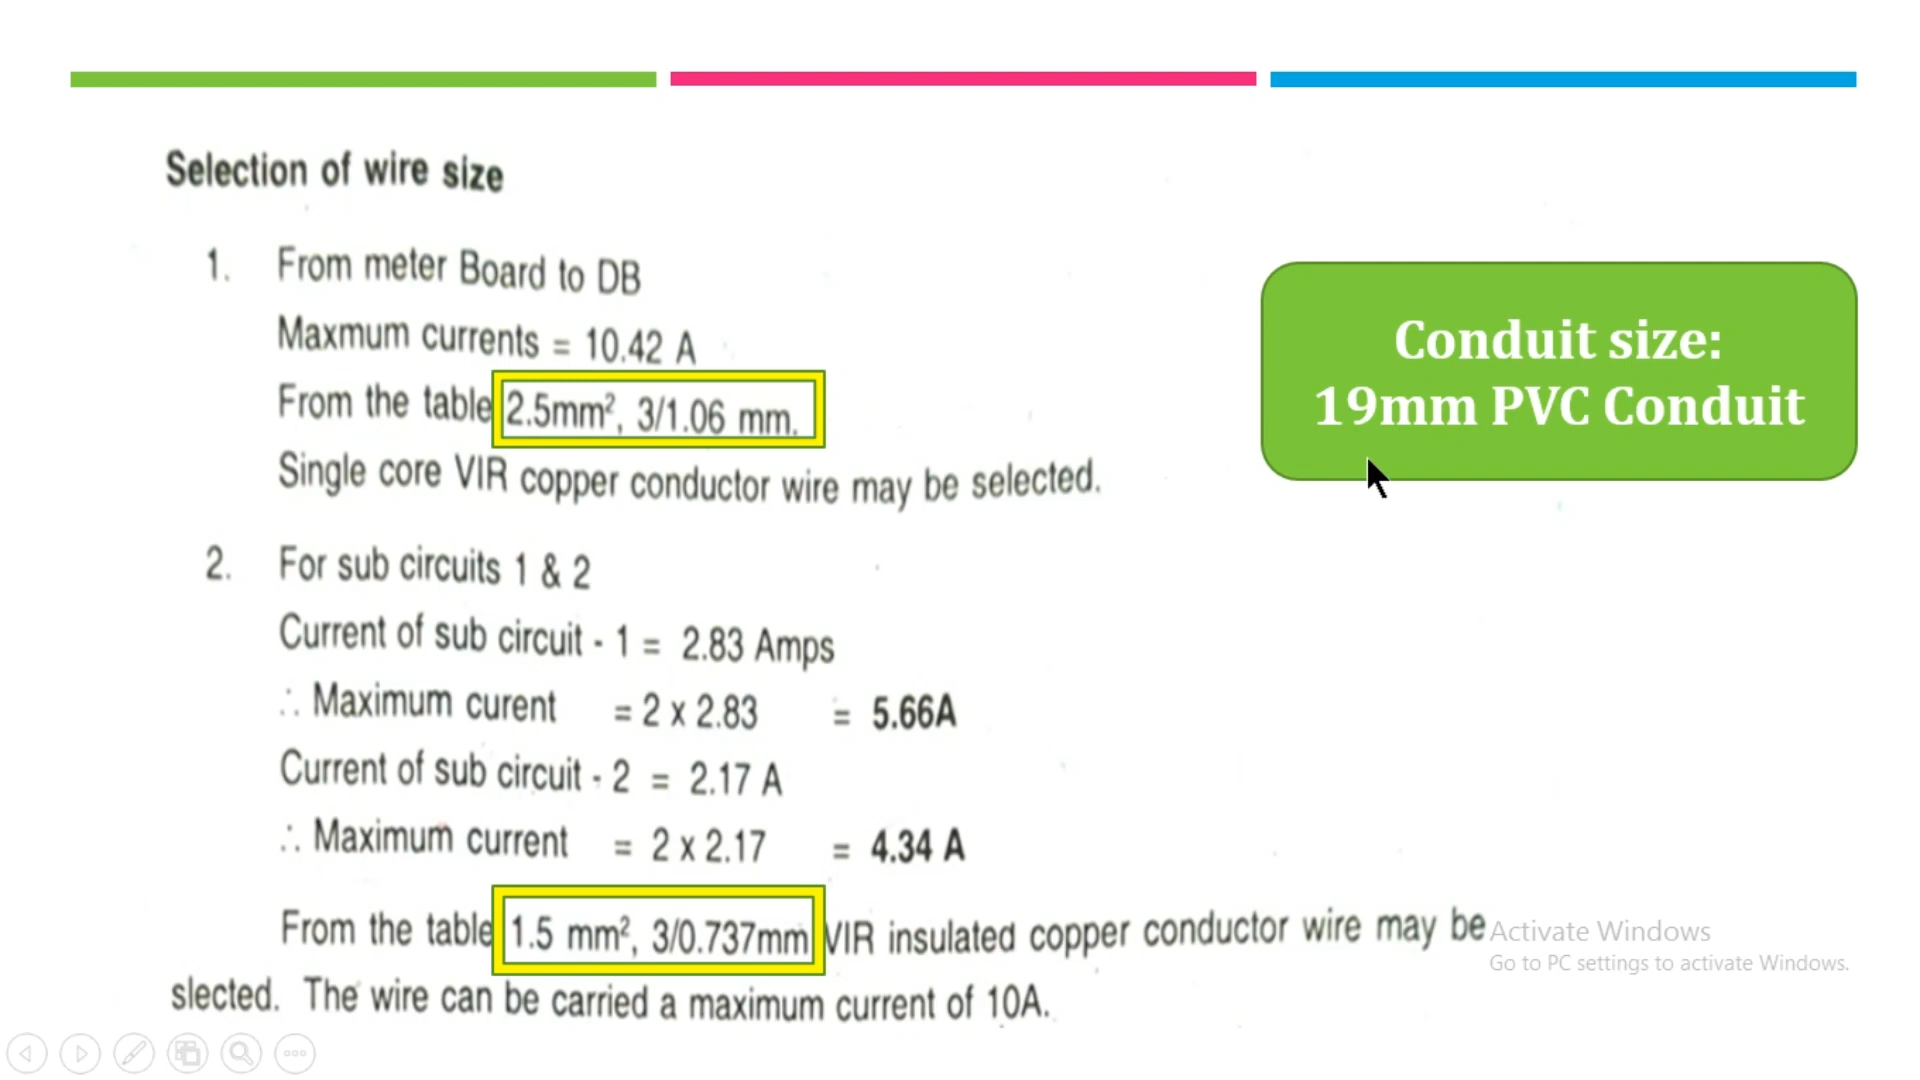 Selection of wire size
1. From meter Board to DB
Maxmum currents = 10.42 A
From the table 2.5mm², 3/1.06 mm.
Single core VIR copper conductor wire may be selected.
Conduit size:
19mm PVC Conduit
2. For sub circuits 1 & 2
Current of sub circuit - 1 = 2.83 Amps
∴ Maximum curent = 2 x 2.83 = 5.66A
Current of sub circuit - 2 = 2.17 A
∴ Maximum current = 2 x 2.17 = 4.34 A
From the table 1.5 mm², 3/0.737mm VIR insulated copper conductor wire may be
slected. The wire can be carried a maximum current of 10A.
Activate Windows
Go to PC settings to activate Windows.